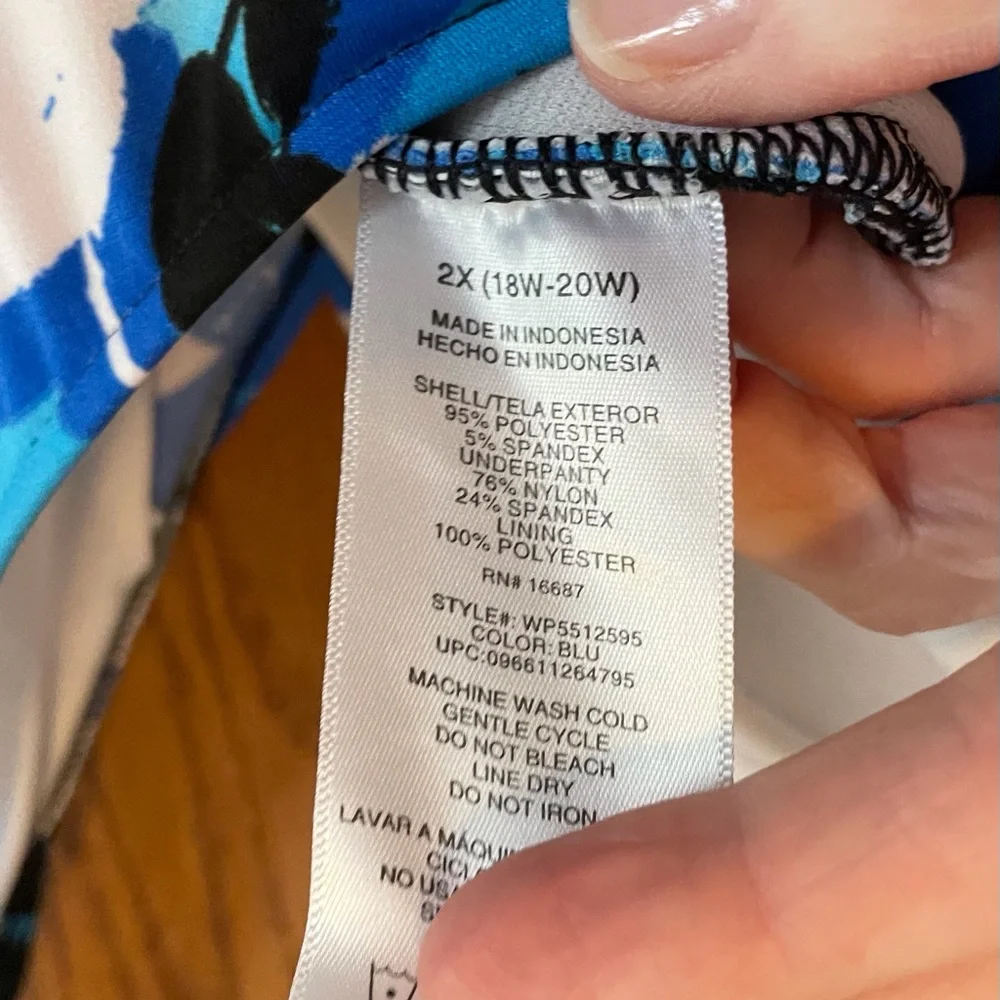 2X (18W-20W)
MADE IN INDONESIA
HECHO EN INDONESIA
SHELL/TELA EXTEROR
95% POLYESTER
5% SPANDEX
UNDERPANTY
76% NYLON
24% SPANDEX
LINING
100% POLYESTER
RN# 16687
STYLE#: WP5512595
COLOR: BLU
UPC:096611264795
MACHINE WASH COLD
GENTLE CYCLE
DO NOT BLEACH
LINE DRY
DO NOT IRON
LAVAR A
NO